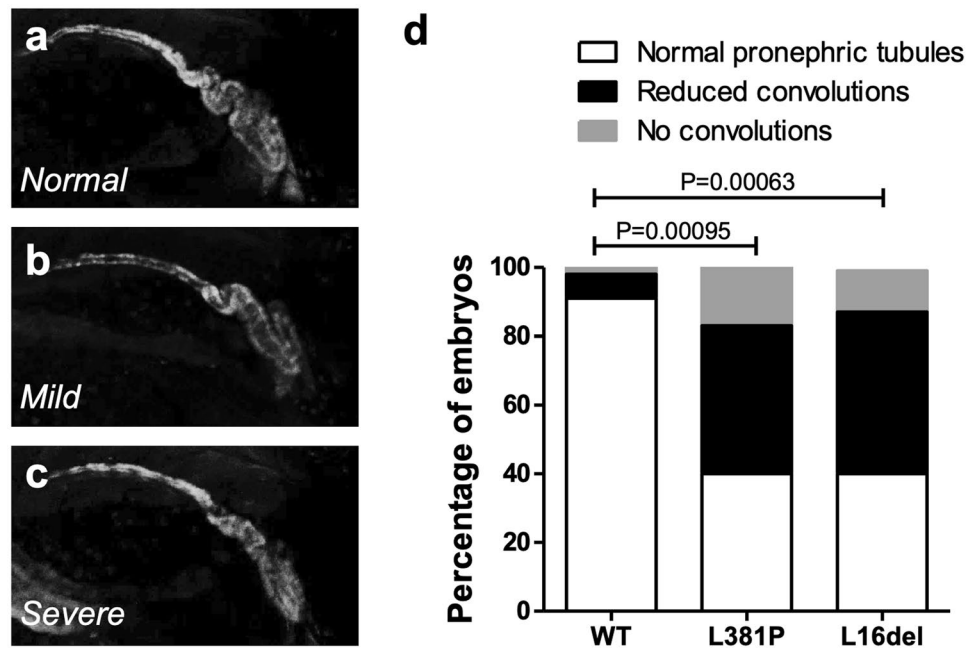 a
Normal
b
Mild
c
Severe
d
Normal pronephric tubules
Reduced convolutions
No convolutions
P=0.00063
P=0.00095
Percentage of embryos
100
80
60
40
20
0
WT
L381P
L16del